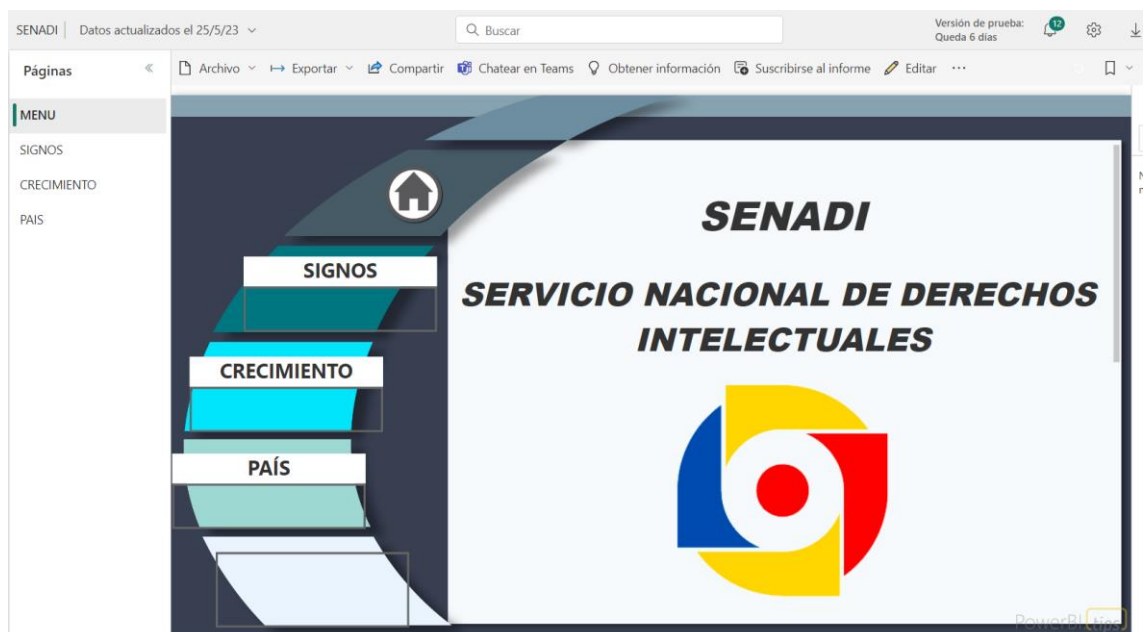 SENADI Datos actualizados el 25/5/23
Buscar
Versión de prueba:
Queda 6 días
12
Páginas
Archivo Exportar Compartir Chatear en Teams Obtener información Suscribirse al informe Editar ...
MENU
SIGNOS
CRECIMIENTO
PAIS
SENADI
SERVICIO NACIONAL DE DERECHOS
INTELECTUALES
SIGNOS
CRECIMIENTO
PAÍS
PowerBI.tips